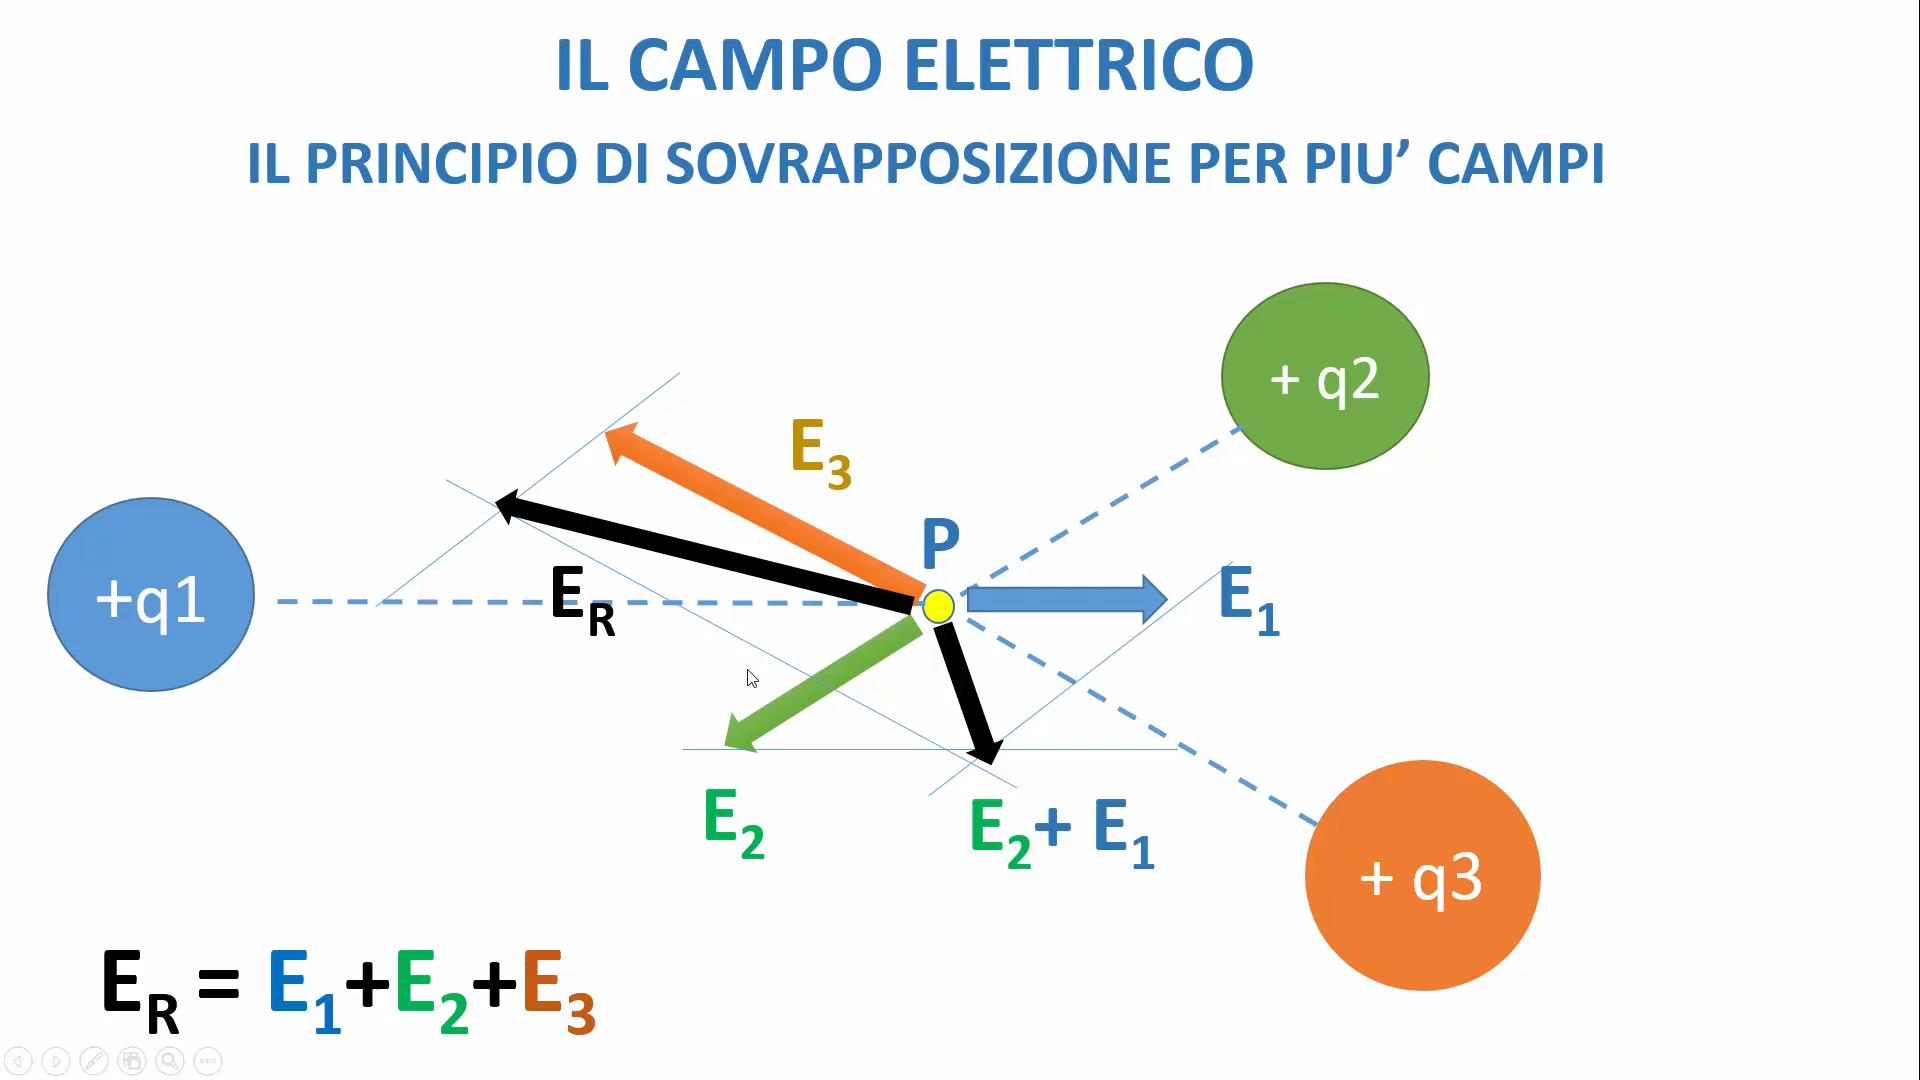 IL CAMPO ELETTRICO
IL PRINCIPIO DI SOVRAPPOSIZIONE PER PIU’ CAMPI
+ q2
E3
P
+q1
ER
E1
E2
E2+ E1
+ q3
ER = E1+E2+E3